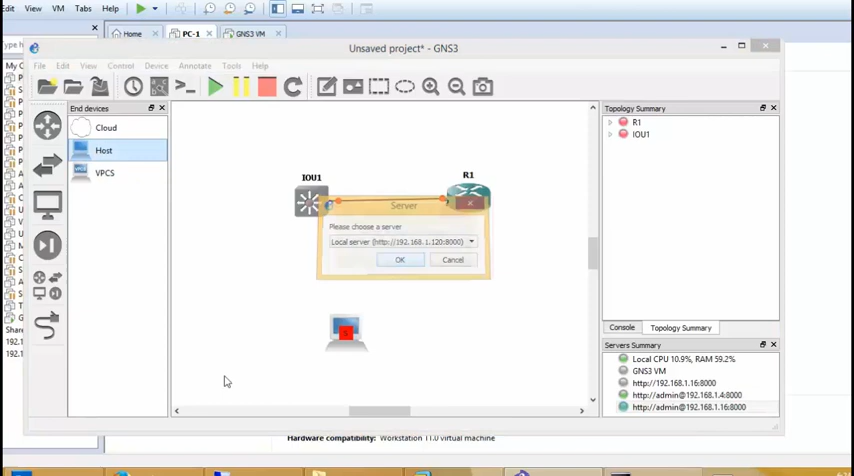 Edit View VM Tabs Help
Home PC-1 GNS3 VM
Unsaved project* - GNS3
File Edit View Control Device Annotate Tools Help
End devices
Cloud
Host
VPCS
IOU1
R1
Server
Please choose a server
Local server (http://192.168.1.120:8000)
OK Cancel
Topology Summary
R1
IOU1
Console Topology Summary
Servers Summary
Local CPU 10.9%, RAM 59.2%
GNS3 VM
http://192.168.1.16:8000
http://admin@192.168.1.4:8000
http://admin@192.168.1.16:8000
Hardware compatibility: Workstation 11.0 virtual machine